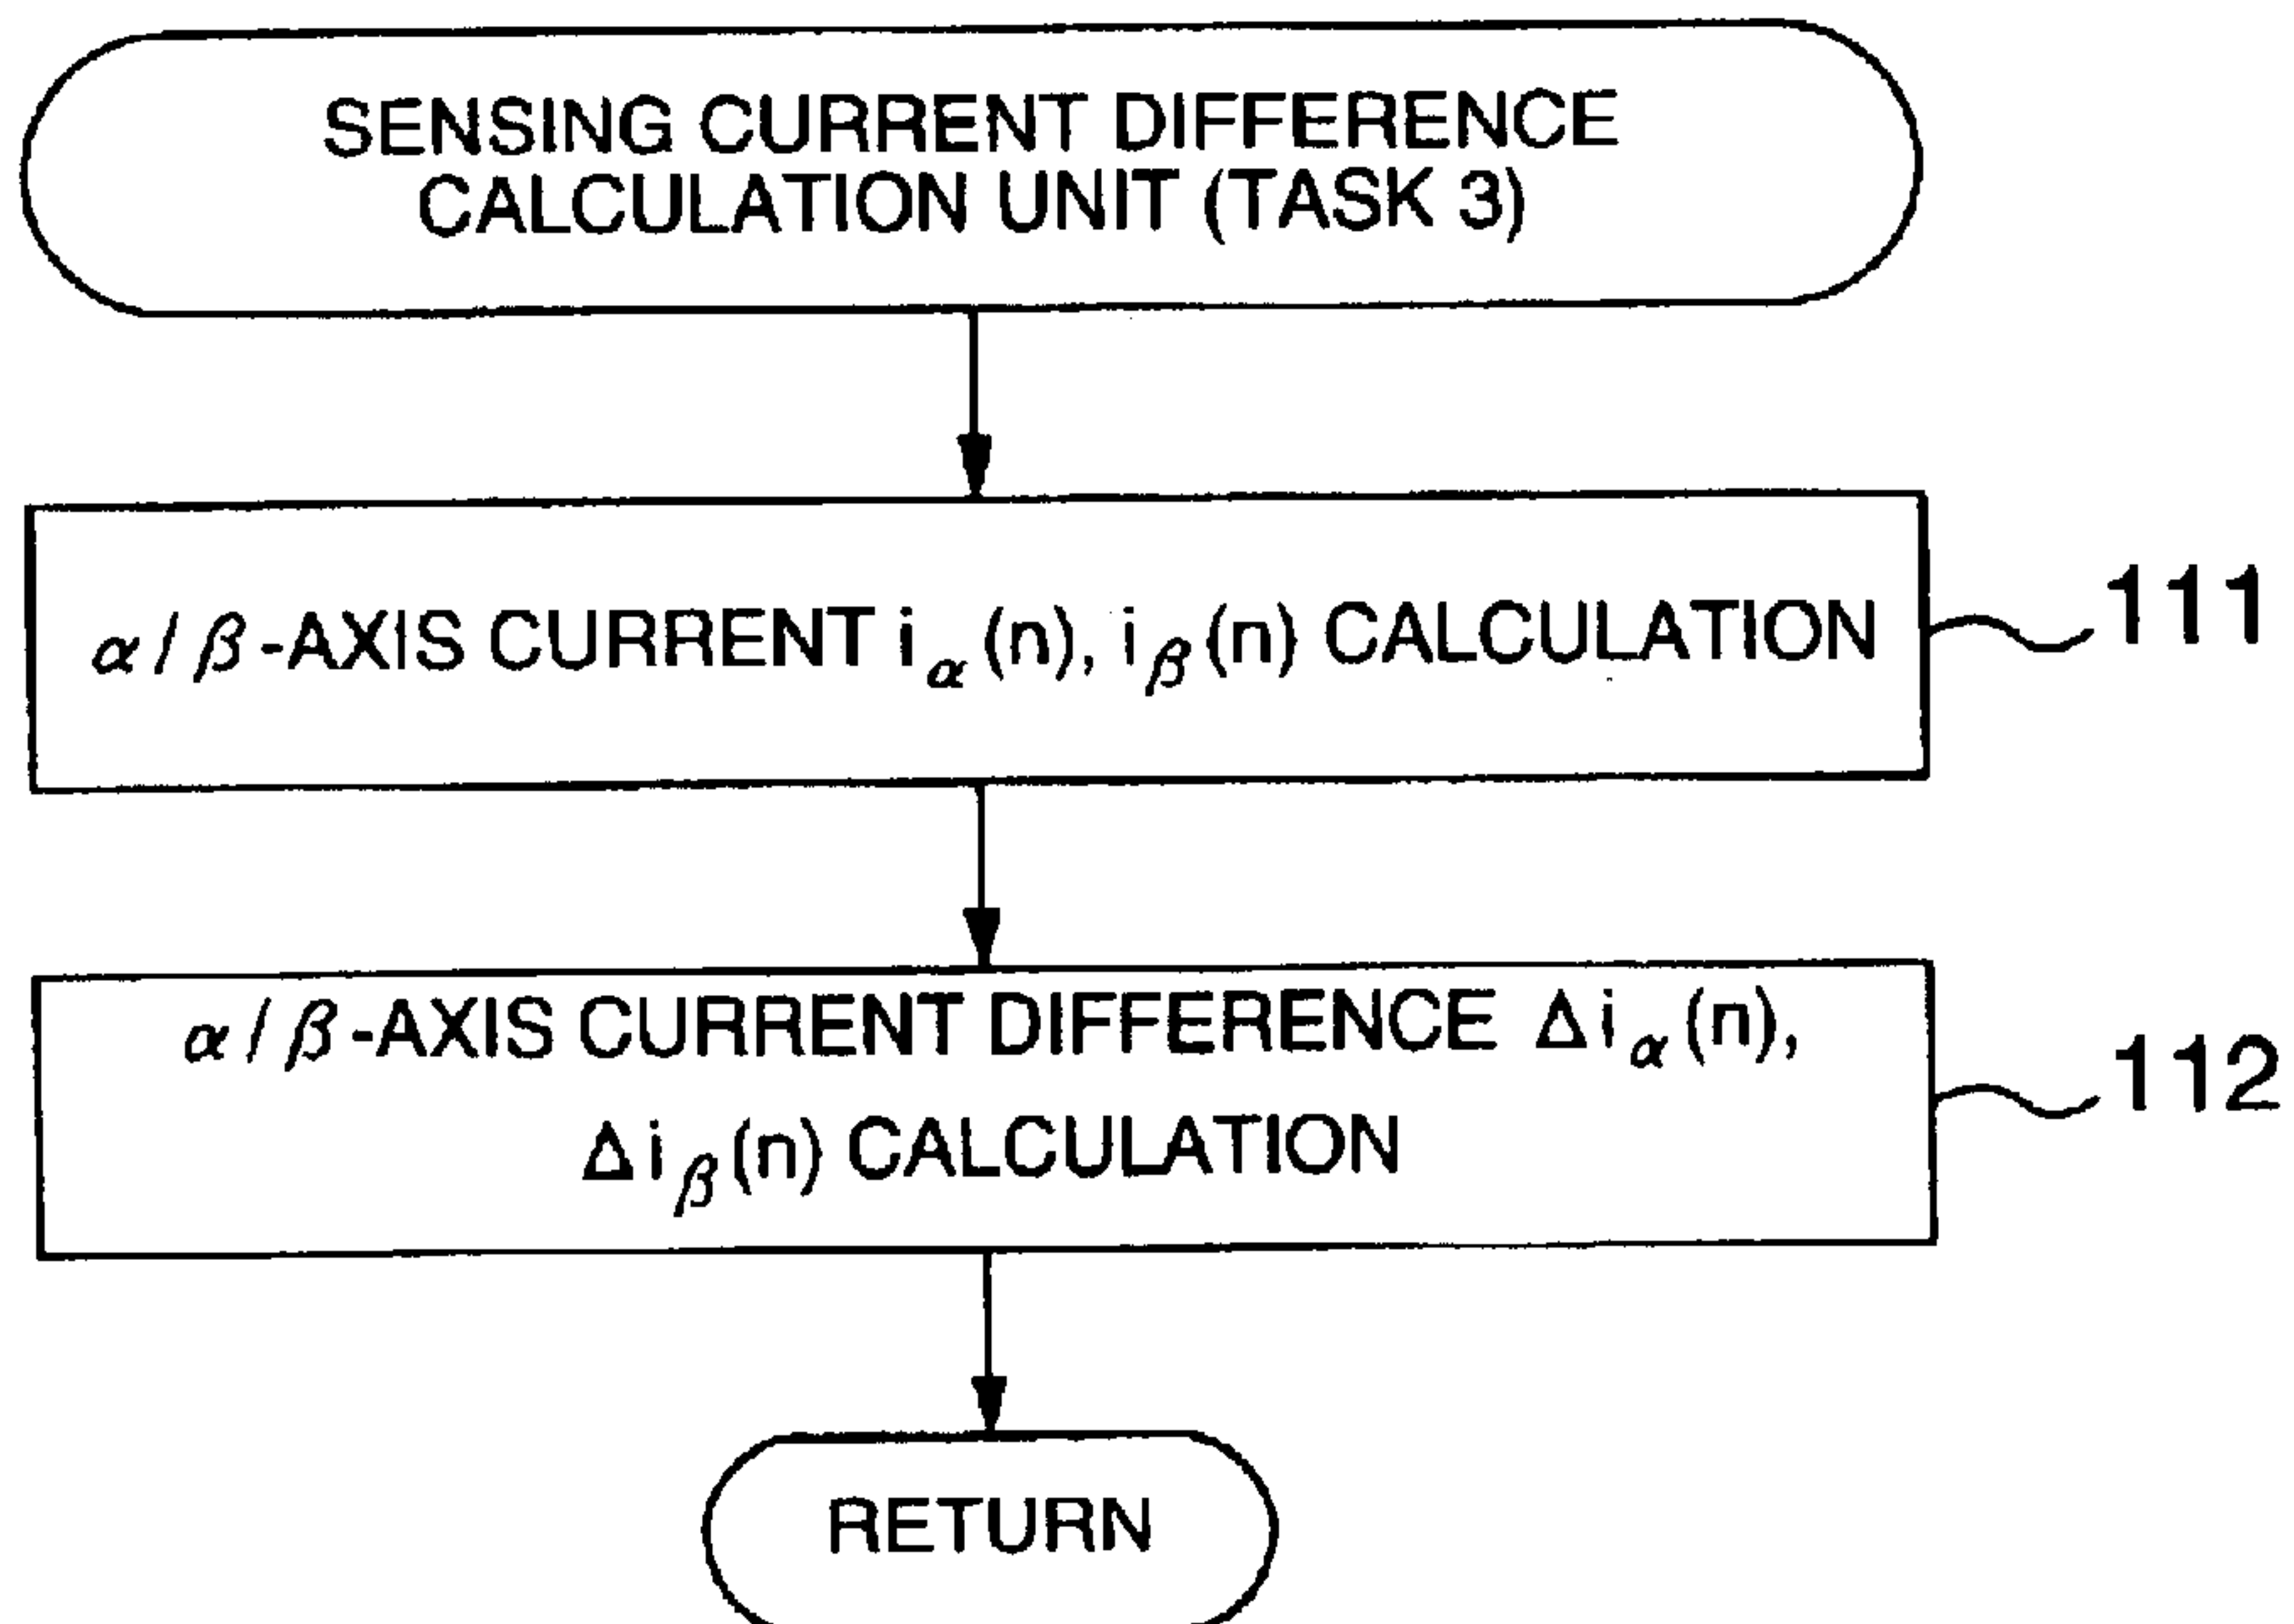 SENSING CURRENT DIFFERENCE
CALCULATION UNIT (TASK 3)
α/β-AXIS CURRENT iα(n), iβ(n) CALCULATION
111
α/β-AXIS CURRENT DIFFERENCE Δiα(n),
Δiβ(n) CALCULATION
112
RETURN